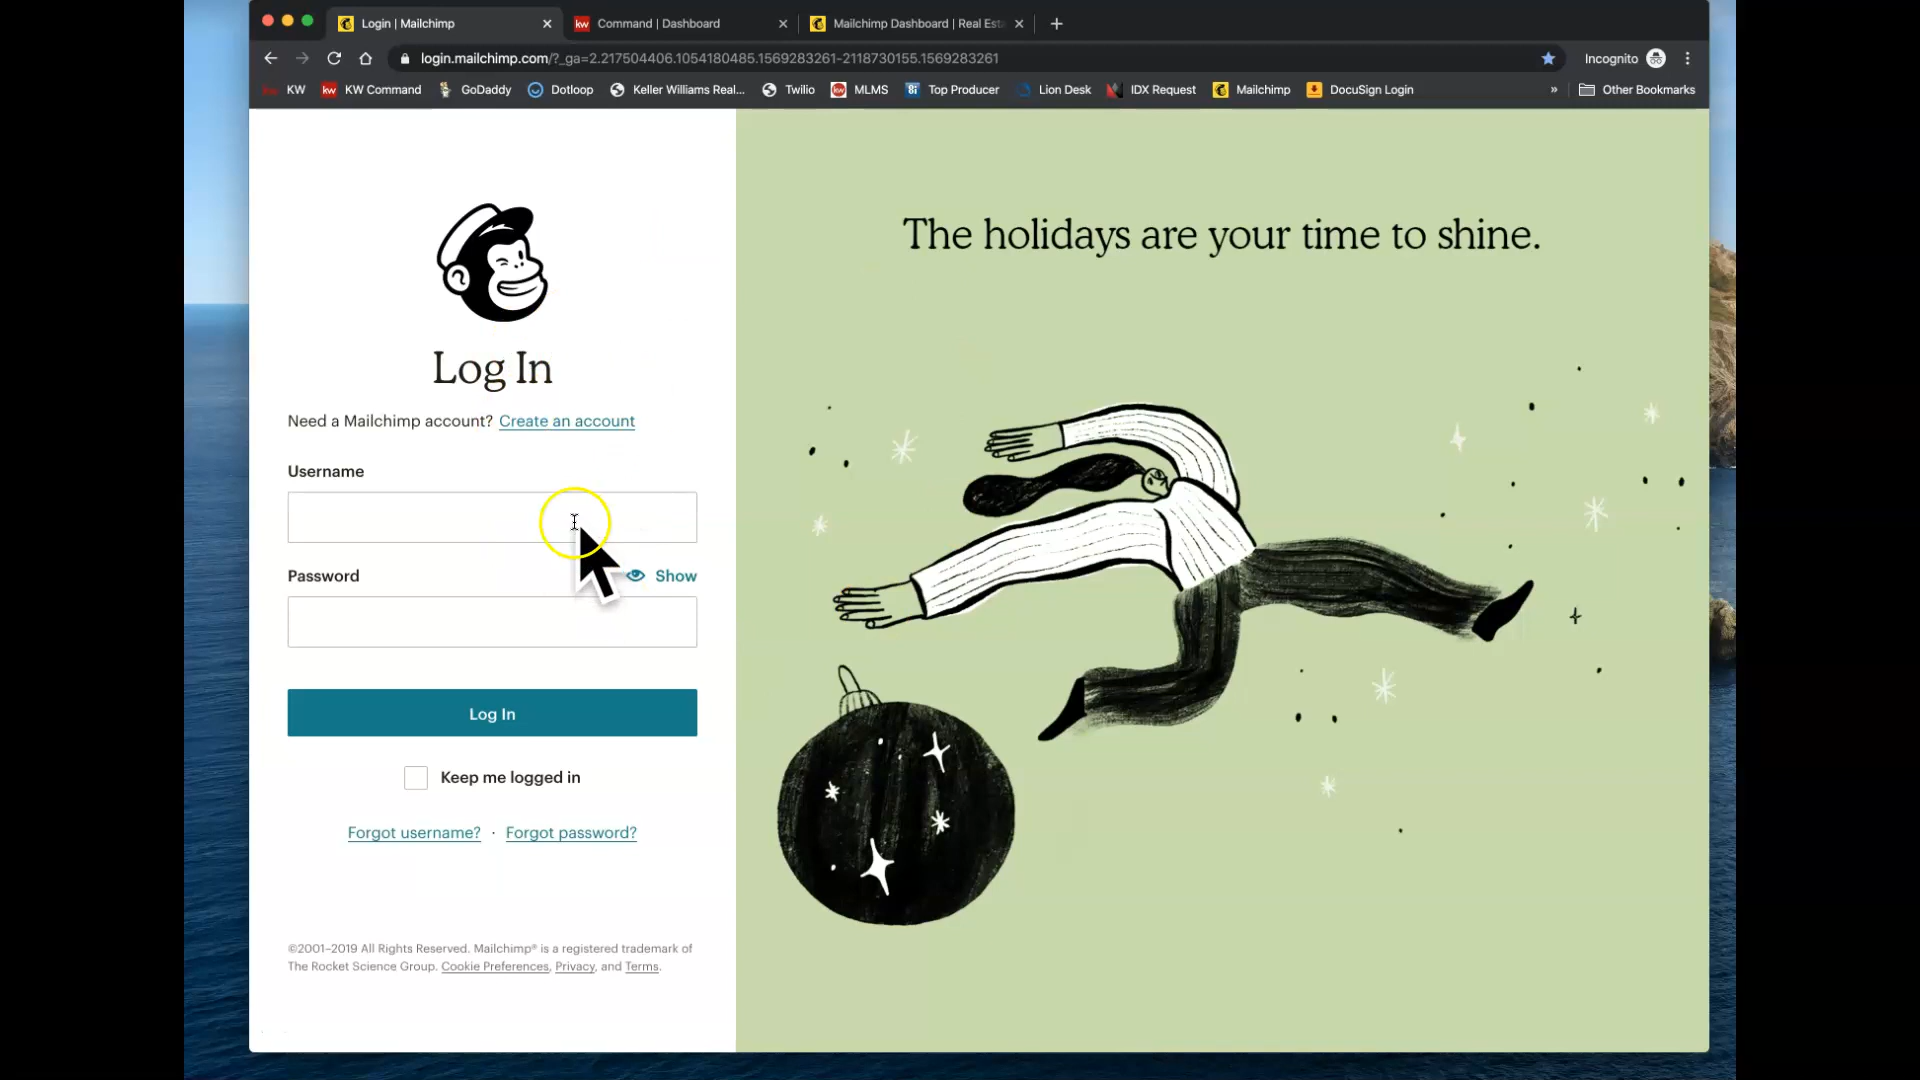 Login | Mailchimp
Command | Dashboard
Mailchimp Dashboard | Real Esta
login.mailchimp.com/?_ga=2.217504406.1054180485.1569283261-2118730155.1569283261
Incognito
KW
kw KW Command
GoDaddy
Dotloop
Keller Williams Real...
Twilio
MLMS
Top Producer
Lion Desk
IDX Request
Mailchimp
DocuSign Login
»
Other Bookmarks
The holidays are your time to shine.
Log In
Need a Mailchimp account? Create an account
Username
Password
Show
Log In
Keep me logged in
Forgot username? · Forgot password?
©2001–2019 All Rights Reserved. Mailchimp® is a registered trademark of
The Rocket Science Group. Cookie Preferences, Privacy, and Terms.